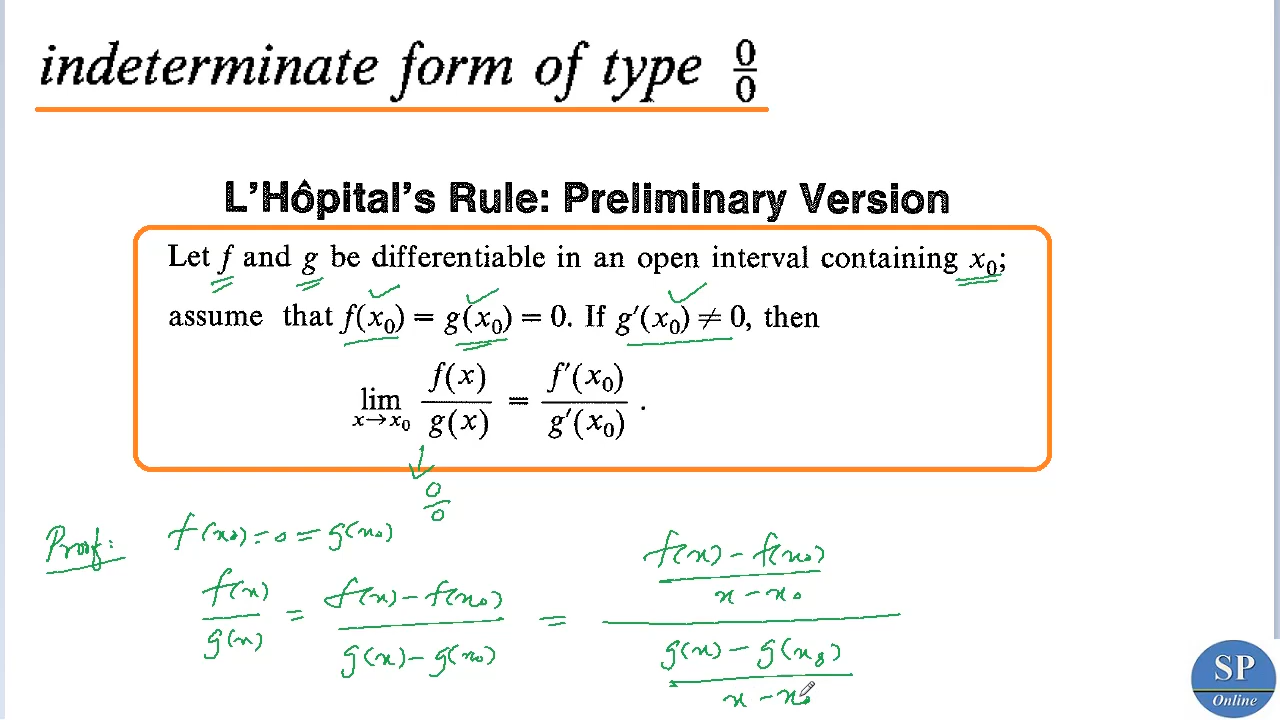 indeterminate form of type 0/0
L'Hôpital's Rule: Preliminary Version
Let f and g be differentiable in an open interval containing x₀;
assume that f(x₀) = g(x₀) = 0. If g′(x₀) ≠ 0, then
lim x→x₀ f(x)/g(x) = f′(x₀)/g′(x₀) .
0/0
Proof: f(x₀) = 0 = g(x₀)
f(x)/g(x) = (f(x) − f(x₀))/(g(x) − g(x₀)) = ((f(x) − f(x₀))/(x − x₀))/((g(x) − g(x₀))/(x − x₀))
SP
Online